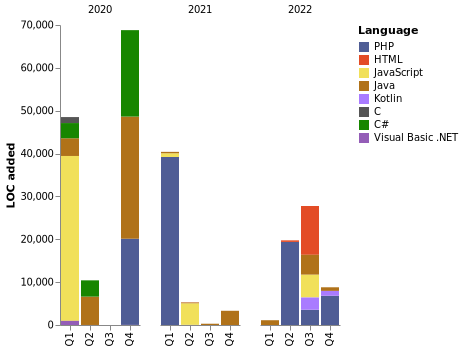 2020 2021 2022
70,000
60,000
50,000
40,000
30,000
20,000
10,000
0
LOC added
Q1 Q2 Q3 Q4 Q1 Q2 Q3 Q4 Q1 Q2 Q3 Q4
Language
PHP
HTML
JavaScript
Java
Kotlin
C
C#
Visual Basic .NET